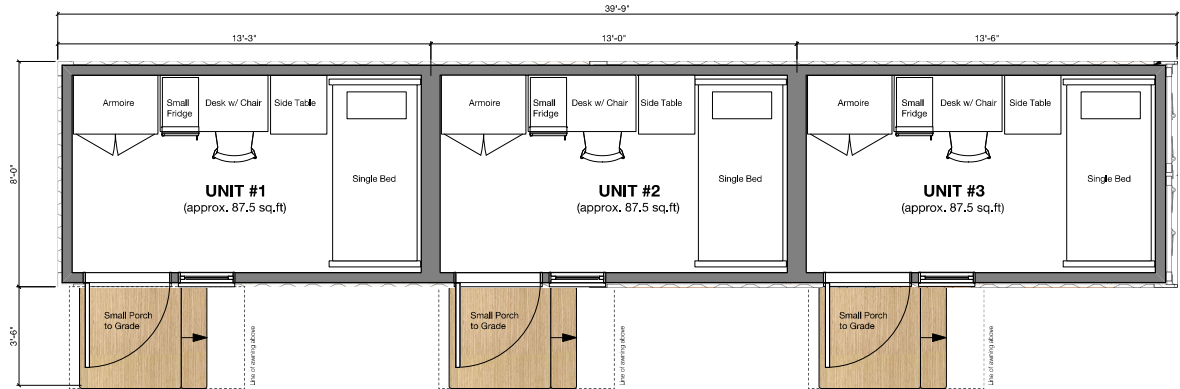 39'-9"
13'-3"
13'-0"
13'-6"
8'-0"
3'-6"
Armoire
Small
Fridge
Desk w/ Chair
Side Table
Single Bed
UNIT #1
(approx. 87.5 sq.ft)
Armoire
Small
Fridge
Desk w/ Chair
Side Table
Single Bed
UNIT #2
(approx. 87.5 sq.ft)
Armoire
Small
Fridge
Desk w/ Chair
Side Table
Single Bed
UNIT #3
(approx. 87.5 sq.ft)
Small Porch
to Grade
Line of awning above
Small Porch
to Grade
Line of awning above
Small Porch
to Grade
Line of awning above